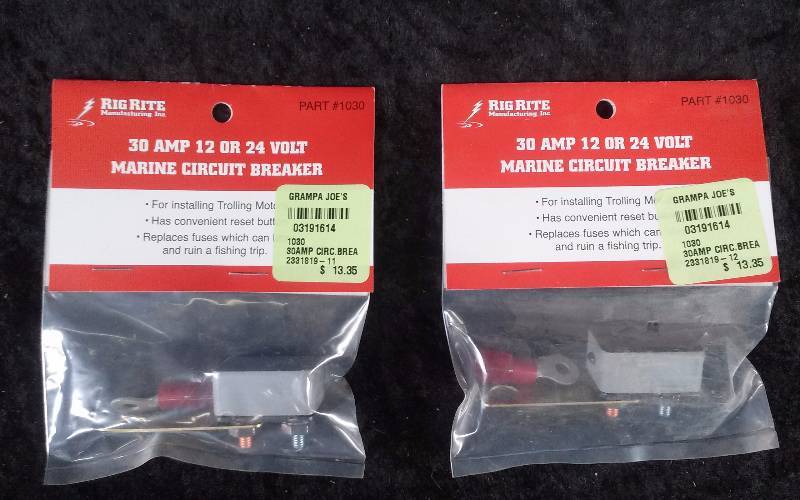 RIG RITE
Manufacturing Inc
PART #1030
30 AMP 12 OR 24 VOLT
MARINE CIRCUIT BREAKER
• For installing Trolling Moto
• Has convenient reset butt
• Replaces fuses which can
and ruin a fishing trip.
GRAMPA JOE'S
03191614
1030
30AMP CIRC.BREA
2331819-11
$ 13.35
RIG RITE
Manufacturing Inc
PART #1030
30 AMP 12 OR 24 VOLT
MARINE CIRCUIT BREAKER
• For installing Trolling M
• Has convenient reset bu
• Replaces fuses which can
and ruin a fishing trip.
GRAMPA JOE'S
03191614
1030
30AMP CIRC.BREA
2331819-12
$ 13.35